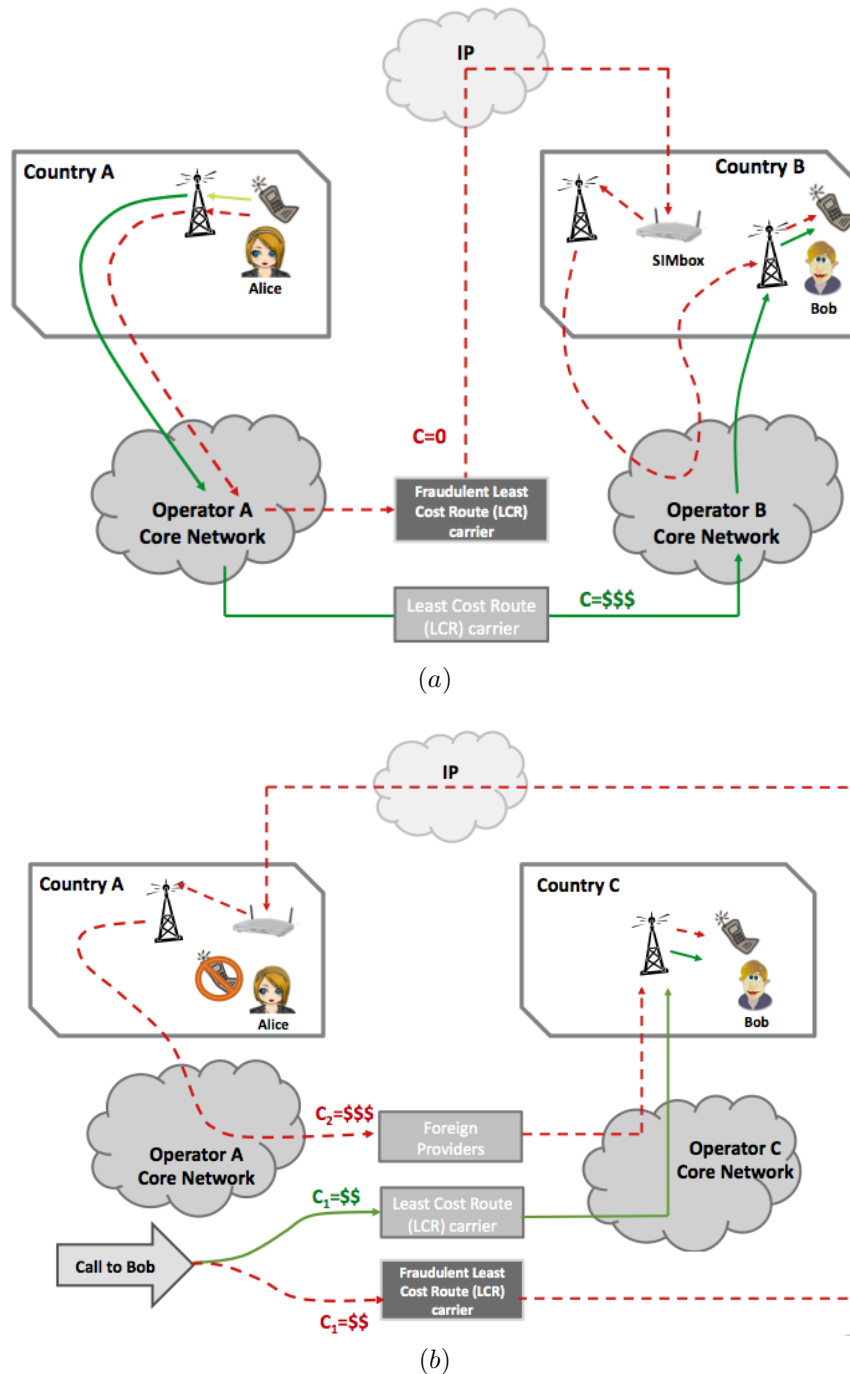 IP
Country A
Country B
SIMbox
Alice
Bob
C=0
Operator A
Core Network
Fraudulent Least
Cost Route (LCR)
carrier
Operator B
Core Network
Least Cost Route
(LCR) carrier
C=$$$
(a)
IP
Country A
Country C
Alice
Bob
C₂=$$$
Foreign
Providers
Operator A
Core Network
Operator C
Core Network
C₁=$$
Least Cost Route
(LCR) carrier
Call to Bob
Fraudulent Least
Cost Route (LCR)
carrier
C₁=$$
(b)